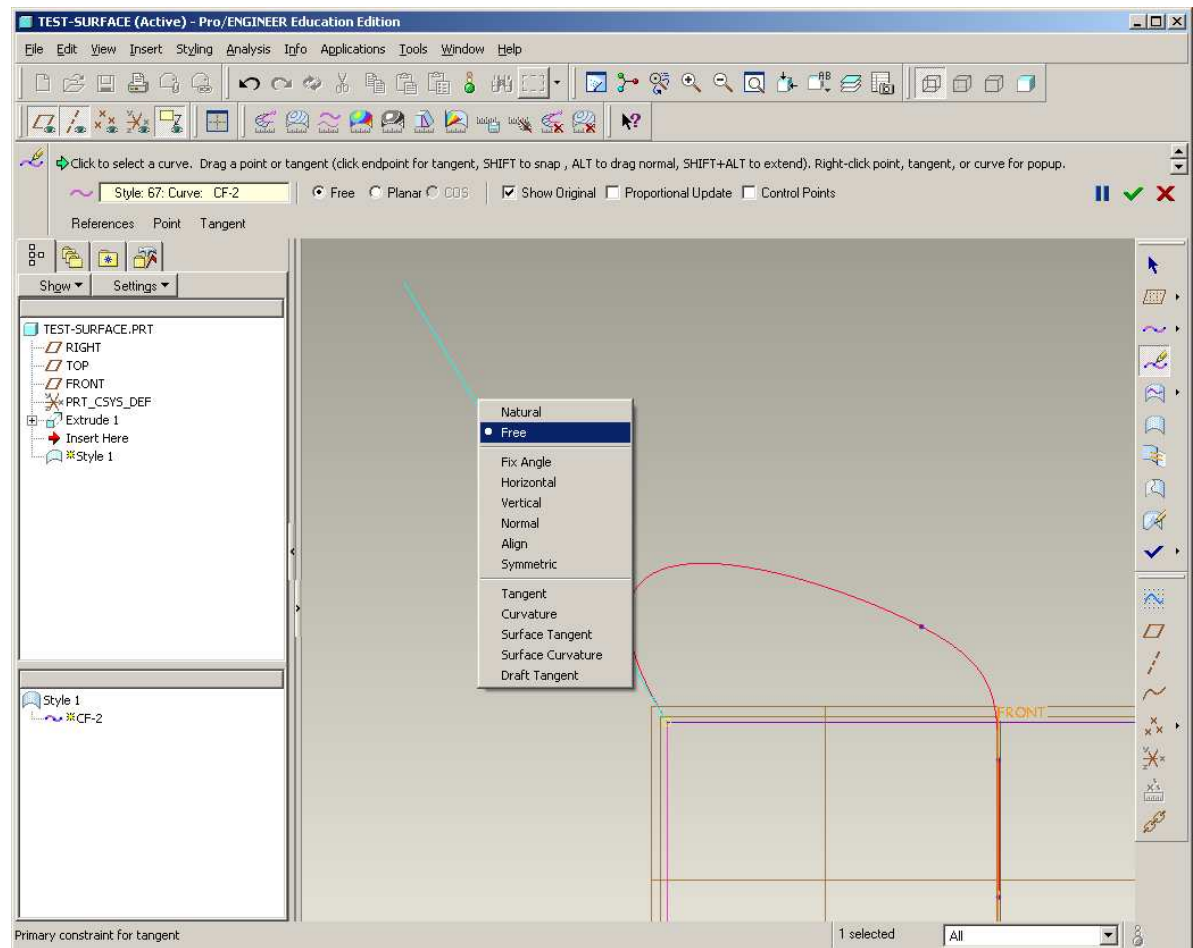 TEST-SURFACE (Active) - Pro/ENGINEER Education Edition
File Edit View Insert Styling Analysis Info Applications Tools Window Help
Click to select a curve. Drag a point or tangent (click endpoint for tangent, SHIFT to snap , ALT to drag normal, SHIFT+ALT to extend). Right-click point, tangent, or curve for popup.
Style: 67: Curve: CF-2 Free Planar COS Show Original Proportional Update Control Points
References Point Tangent
Show Settings
TEST-SURFACE.PRT
RIGHT
TOP
FRONT
PRT_CSYS_DEF
Extrude 1
Insert Here
Style 1
Natural
Free
Fix Angle
Horizontal
Vertical
Normal
Align
Symmetric
Tangent
Curvature
Surface Tangent
Surface Curvature
Draft Tangent
FRONT
Style 1
CF-2
Primary constraint for tangent 1 selected All